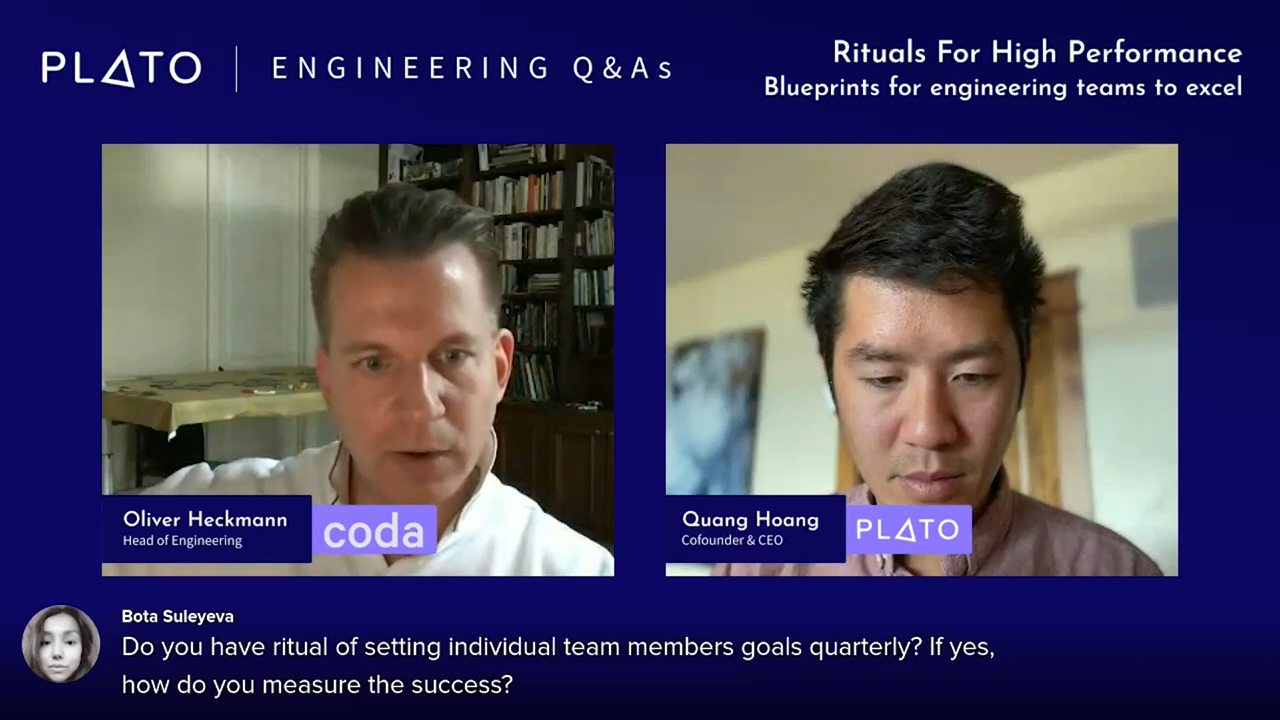 PLATO
ENGINEERING Q&As
Rituals For High Performance
Blueprints for engineering teams to excel
Oliver Heckmann
Head of Engineering
coda
Quang Hoang
Cofounder & CEO
PLATO
Bota Suleyeva
Do you have ritual of setting individual team members goals quarterly? If yes,
how do you measure the success?